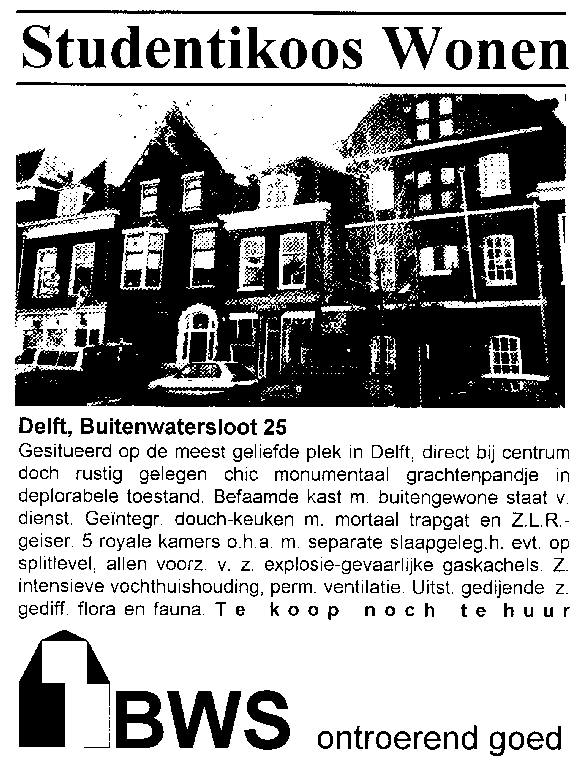 Studentikoos Wonen
Delft, Buitenwatersloot 25
Gesitueerd op de meest geliefde plek in Delft, direct bij centrum
doch rustig gelegen chic monumentaal grachtenpandje in
deplorabele toestand. Befaamde kast m. buitengewone staat v.
dienst. Geïntegr. douch-keuken m. mortaal trapgat en Z.L.R.-
geiser. 5 royale kamers o.h.a. m. separate slaapgeleg.h. evt. op
splitlevel, allen voorz. v. z. explosie-gevaarlijke gaskachels. Z.
intensieve vochthuishouding, perm. ventilatie. Uitst. gedijende z.
gediff. flora en fauna. Te koop noch te huur
BWS ontroerend goed